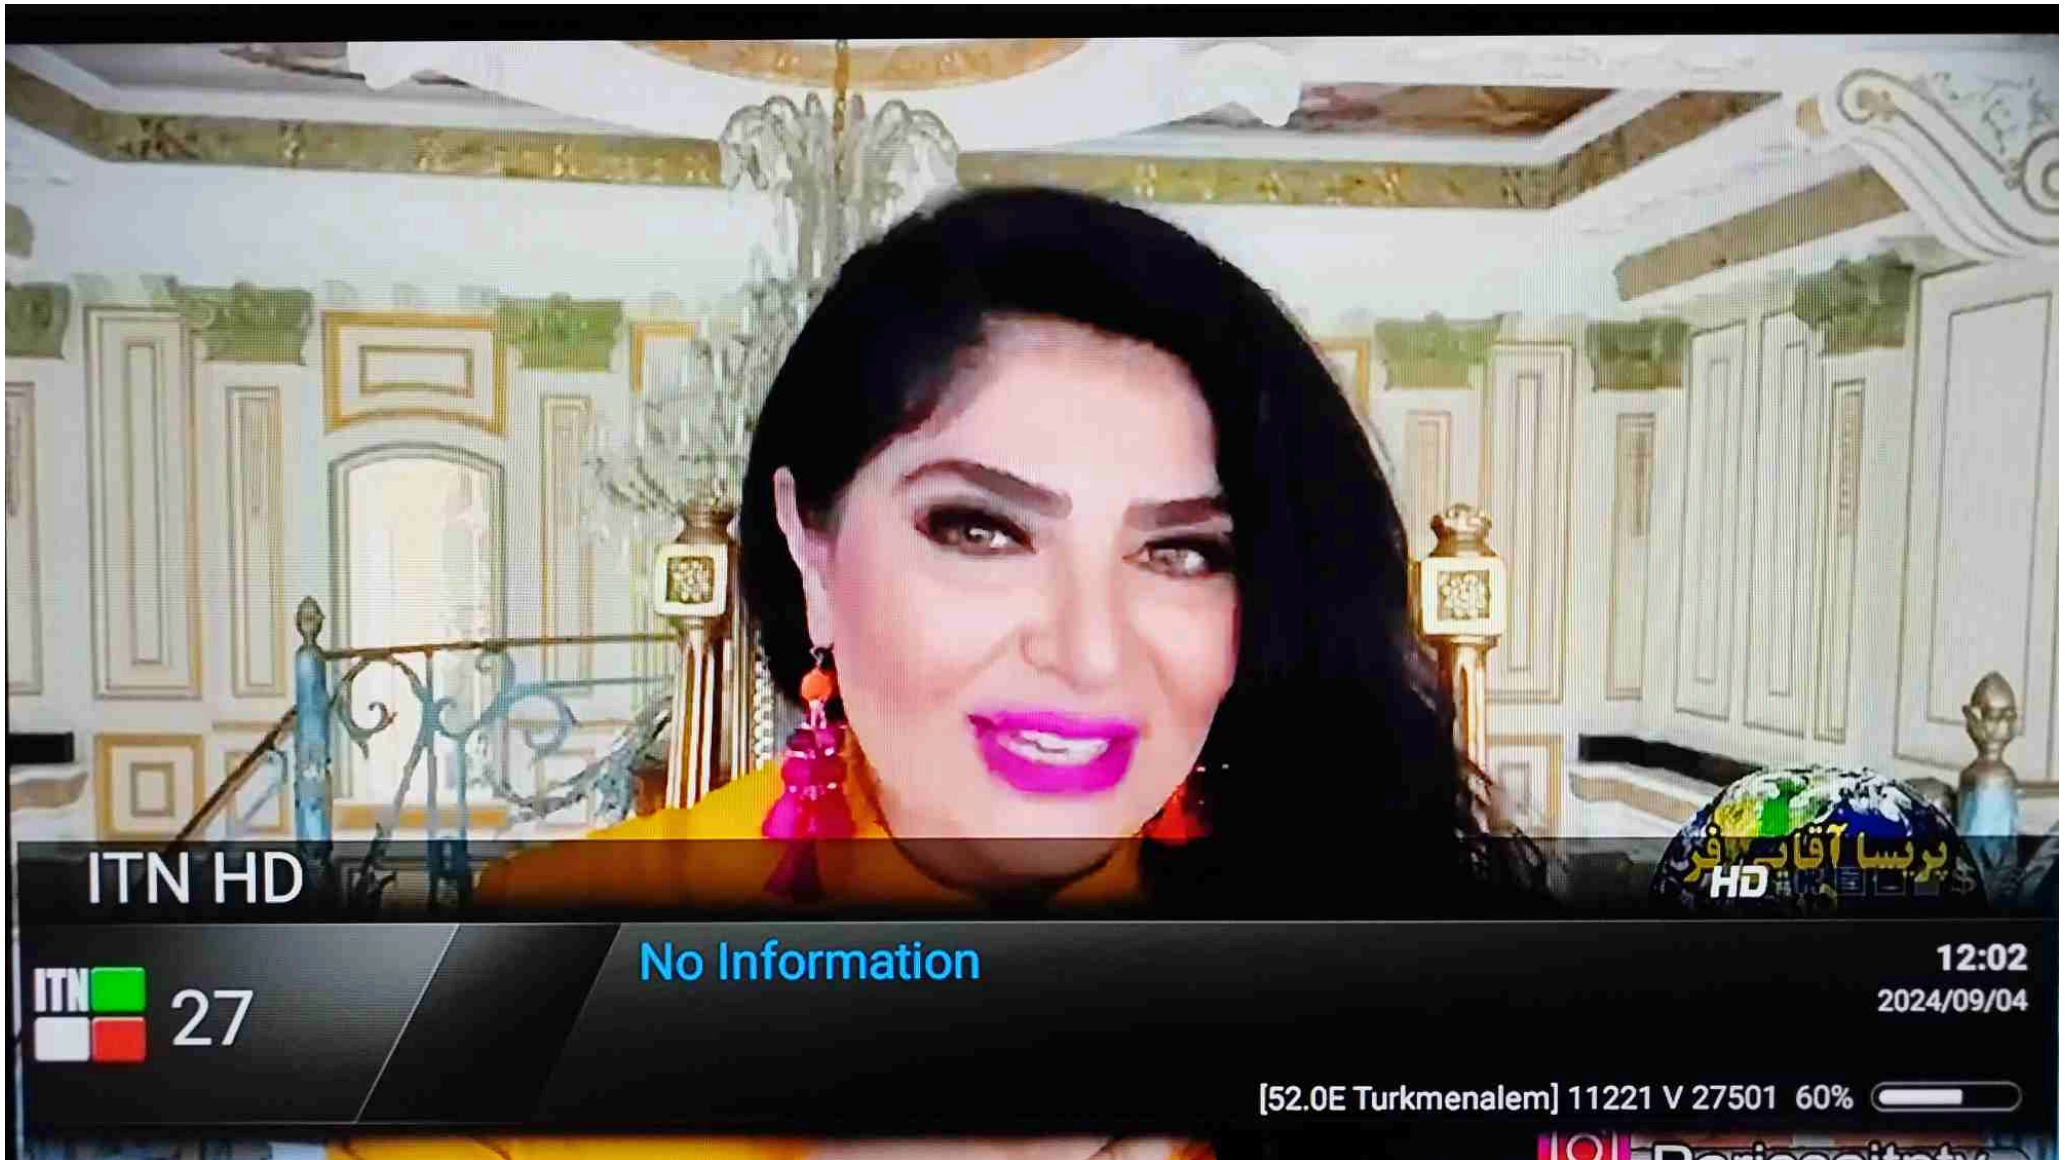 پریسا آقایی فر
ITN HD
HD
ITN
27
No Information
12:02
2024/09/04
[52.0E Turkmenalem] 11221 V 27501 60%